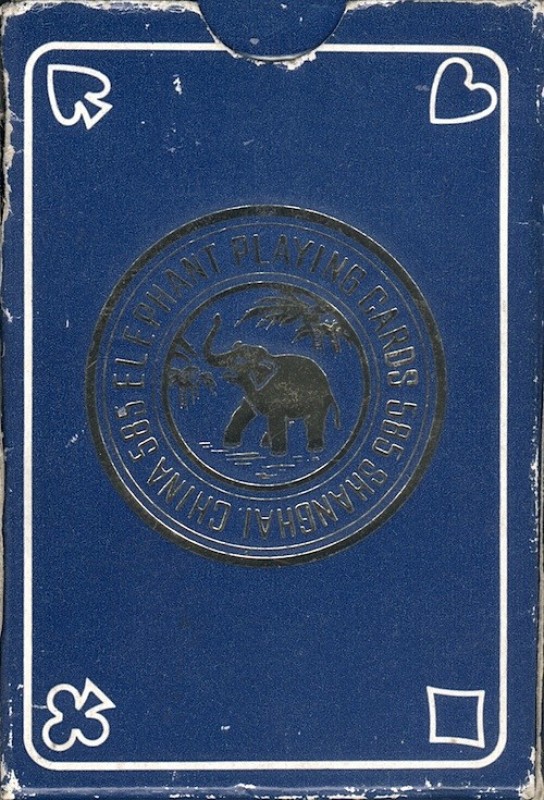 ELEPHANT PLAYING CARDS 585
SHANGHAI, CHINA 585